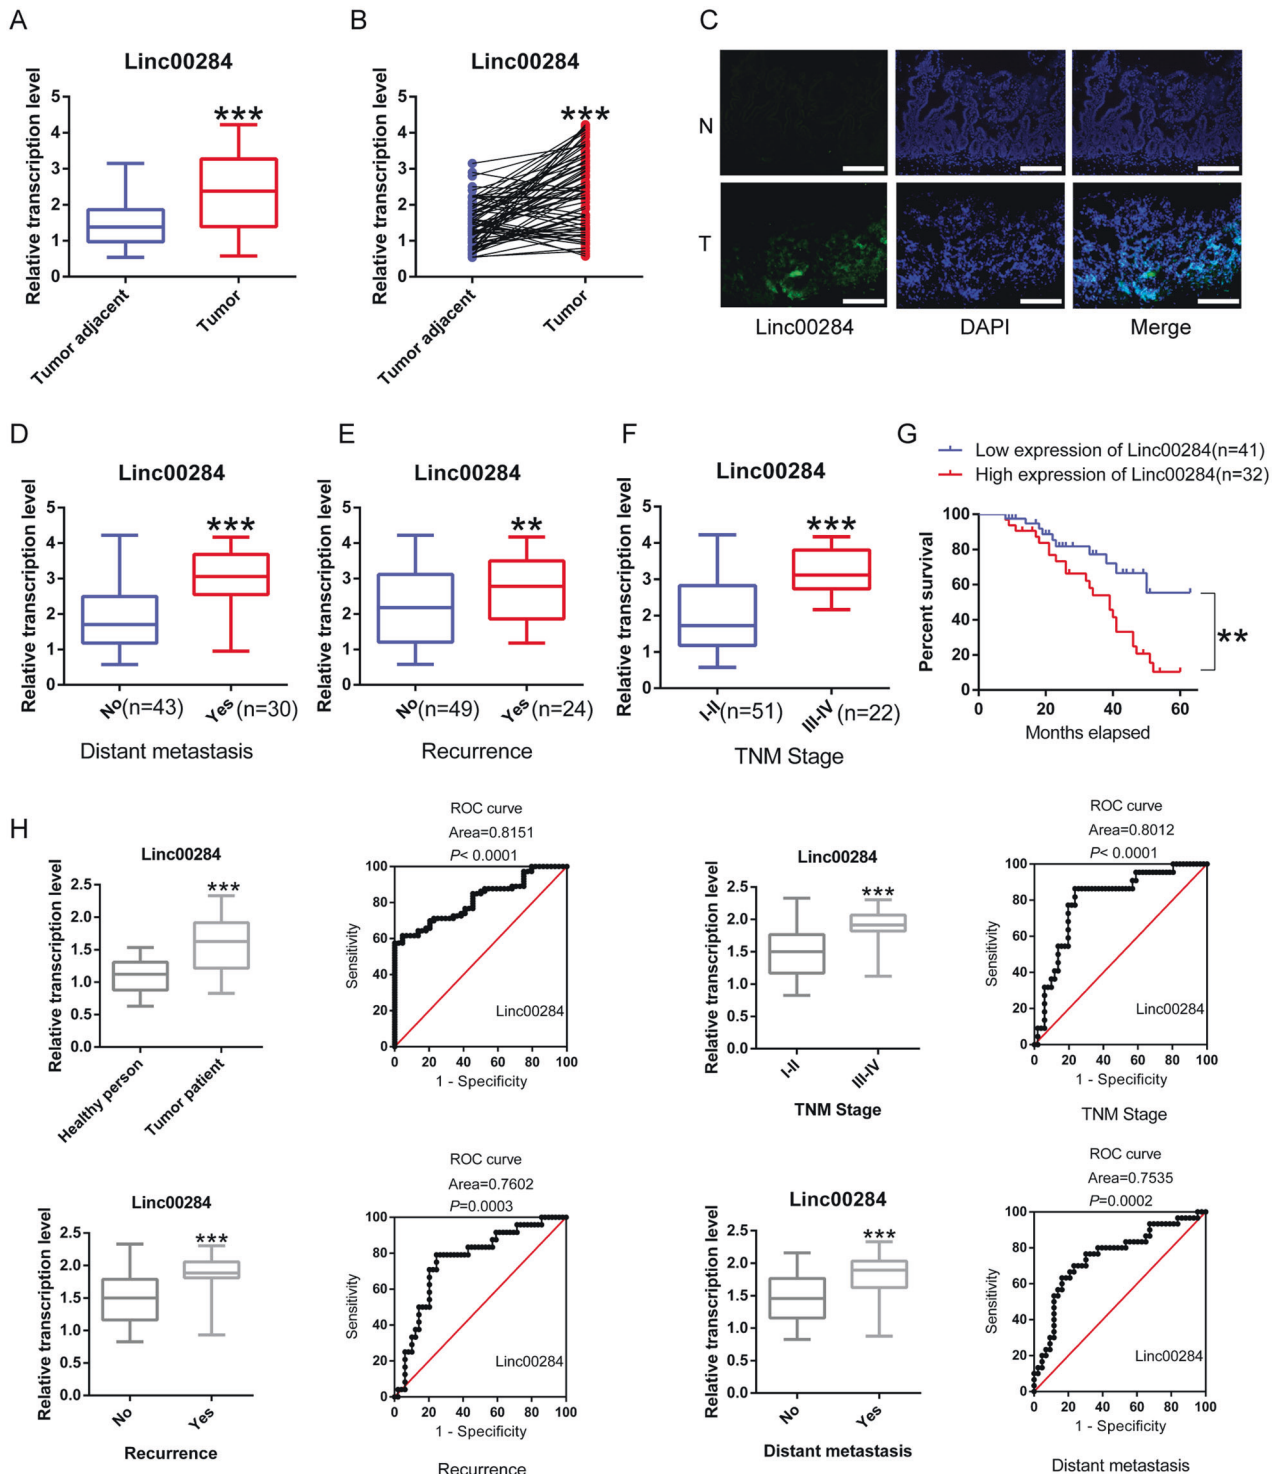 A
Linc00284
Relative transcription level
5
4
3
2
1
0
***
Tumor adjacent
Tumor
B
Linc00284
Relative transcription level
5
4
3
2
1
0
***
Tumor adjacent
Tumor
C
N
T
Linc00284
DAPI
Merge
D
Linc00284
Relative transcription level
5
4
3
2
1
0
***
No(n=43)
Yes (n=30)
Distant metastasis
E
Linc00284
Relative transcription level
5
4
3
2
1
0
**
No(n=49)
Yes (n=24)
Recurrence
F
Linc00284
Relative transcription level
5
4
3
2
1
0
***
I-II (n=51)
III-IV (n=22)
TNM Stage
G
Low expression of Linc00284(n=41)
High expression of Linc00284(n=32)
Percent survival
100
80
60
40
20
0
0 20 40 60
Months elapsed
**
H
Linc00284
Relative transcription level
2.5
2.0
1.5
1.0
0.5
0.0
***
Healthy person
Tumor patient
ROC curve
Area=0.8151
P< 0.0001
Sensitivity
100
80
60
40
20
0
Linc00284
0 20 40 60 80 100
1 - Specificity
Linc00284
Relative transcription level
2.5
2.0
1.5
1.0
0.5
0.0
***
I-II
III-IV
TNM Stage
ROC curve
Area=0.8012
P< 0.0001
Sensitivity
100
80
60
40
20
0
Linc00284
0 20 40 60 80 100
1 - Specificity
TNM Stage
Linc00284
Relative transcription level
2.5
2.0
1.5
1.0
0.5
0.0
***
No
Yes
Recurrence
ROC curve
Area=0.7602
P=0.0003
Sensitivity
100
80
60
40
20
0
Linc00284
0 20 40 60 80 100
1 - Specificity
Recurrence
Linc00284
Relative transcription level
2.5
2.0
1.5
1.0
0.5
0.0
***
No
Yes
Distant metastasis
ROC curve
Area=0.7535
P=0.0002
Sensitivity
100
80
60
40
20
0
Linc00284
0 20 40 60 80 100
1 - Specificity
Distant metastasis